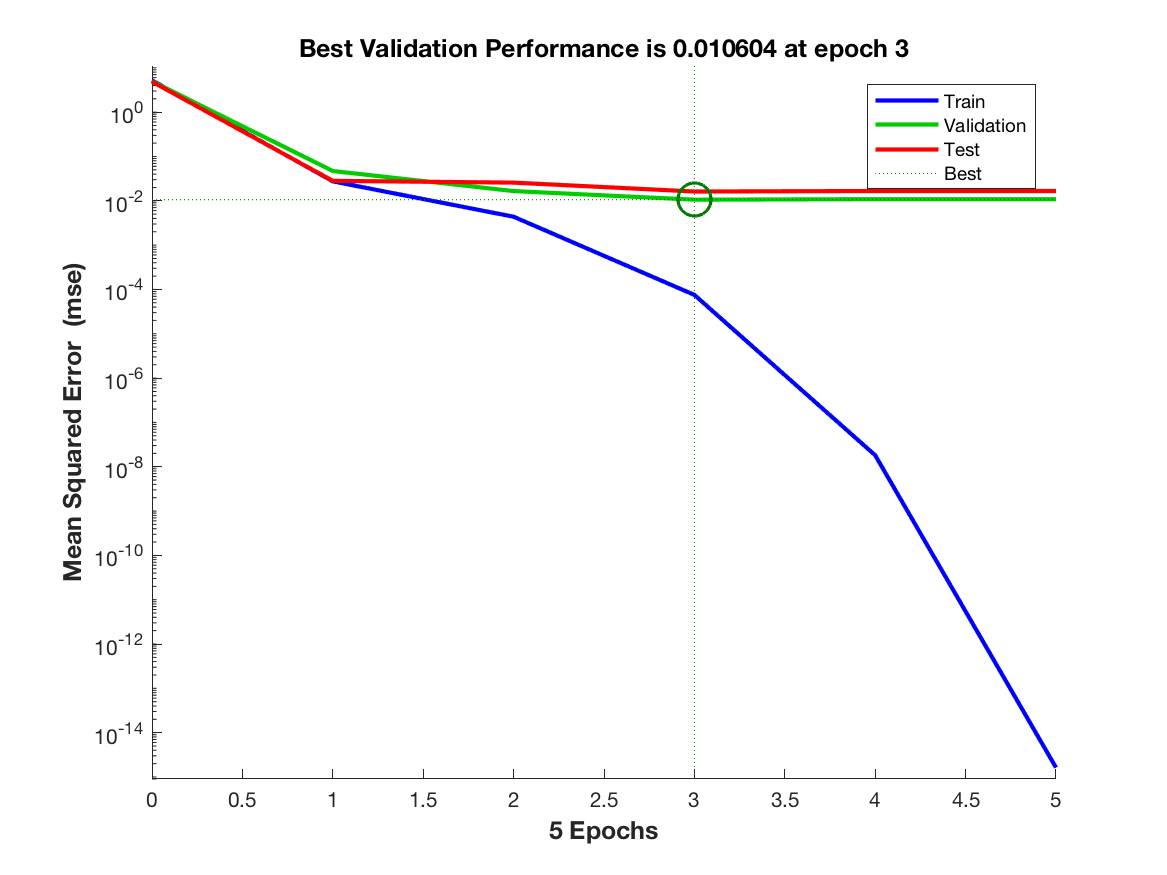 Best Validation Performance is 0.010604 at epoch 3
Train
Validation
Test
Best
Mean Squared Error (mse)
10^0
10^-2
10^-4
10^-6
10^-8
10^-10
10^-12
10^-14
0 0.5 1 1.5 2 2.5 3 3.5 4 4.5 5
5 Epochs